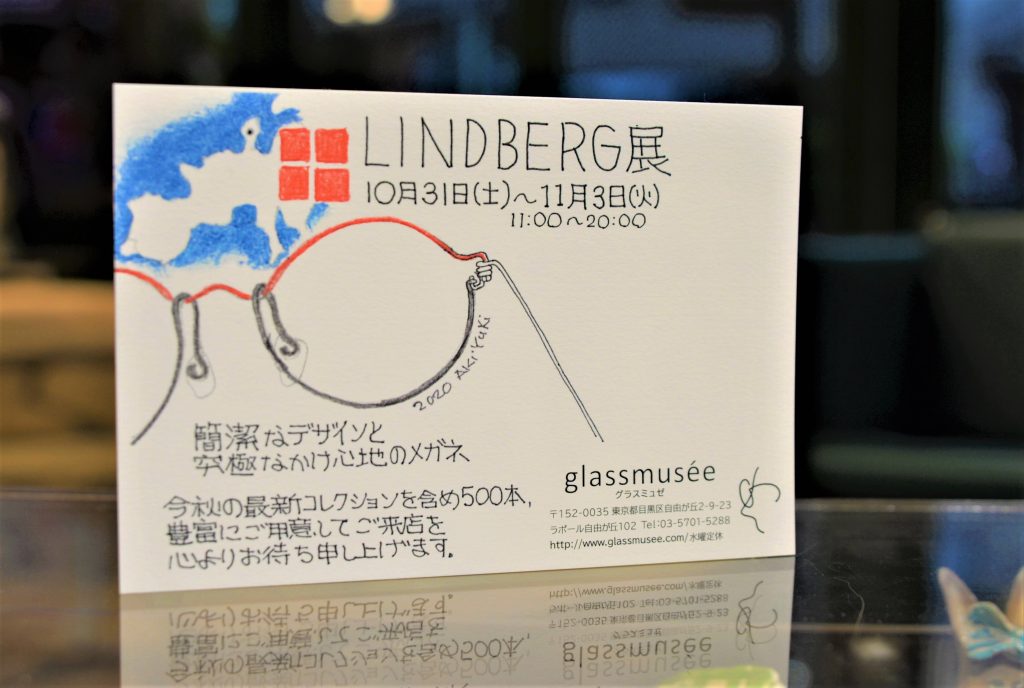 LINDBERG展
10月31日(土)～11月3日(火)
11:00～20:00
2020 AKiYUKi
簡潔なデザインと
究極なかけ心地のメガネ
今秋の最新コレクションを含め500本,
豊富にご用意してご来店を
心よりお待ち申し上げます。
glassmusée
グラスミュゼ
〒152-0035 東京都目黒区自由が丘2-9-23
ラポール自由が丘102 Tel:03-5701-5288
http://www.glassmusee.com/水曜定休